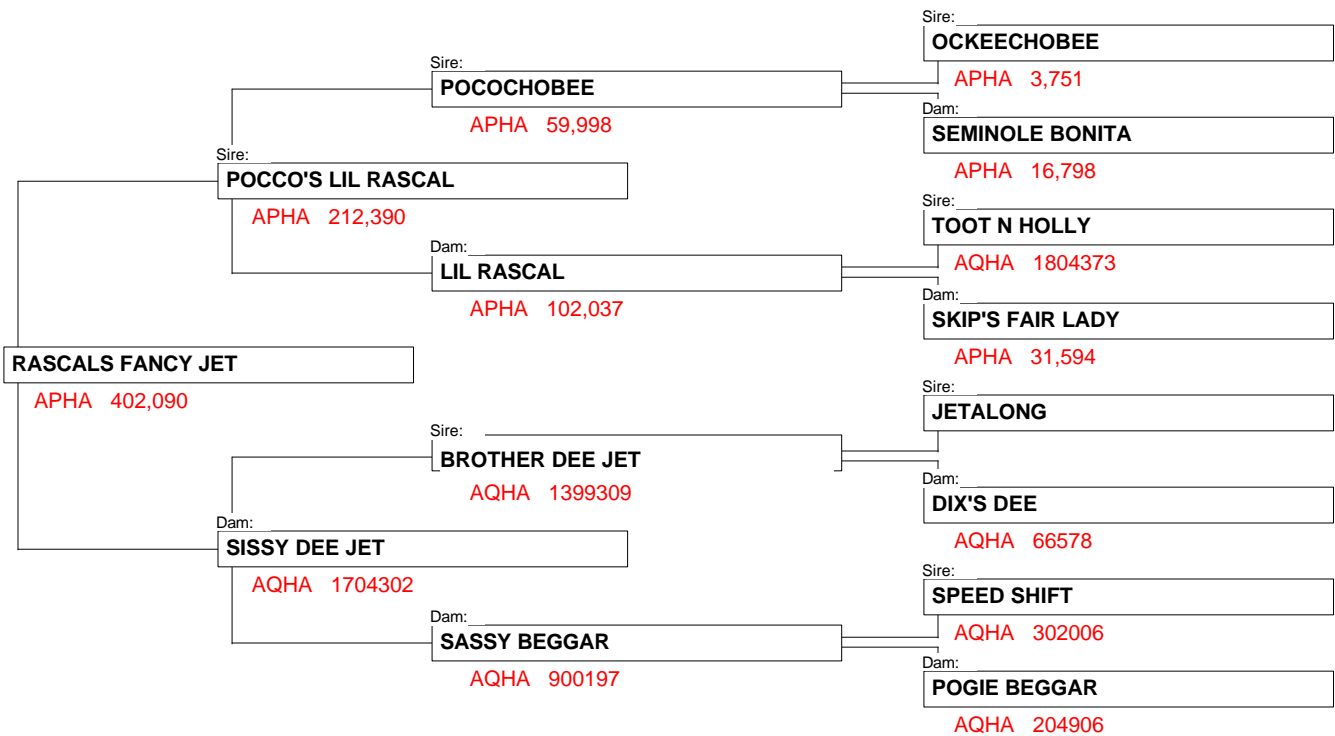 Sire:
OCKEECHOBEE
APHA 3,751
Sire:
POCOCHOBEE
APHA 59,998
Dam:
SEMINOLE BONITA
APHA 16,798
Sire:
POCCO'S LIL RASCAL
APHA 212,390
Sire:
TOOT N HOLLY
AQHA 1804373
Dam:
LIL RASCAL
APHA 102,037
Dam:
SKIP'S FAIR LADY
APHA 31,594
RASCALS FANCY JET
APHA 402,090
Sire:
JETALONG
Sire:
BROTHER DEE JET
AQHA 1399309
Dam:
DIX'S DEE
AQHA 66578
Dam:
SISSY DEE JET
AQHA 1704302
Sire:
SPEED SHIFT
AQHA 302006
Dam:
SASSY BEGGAR
AQHA 900197
Dam:
POGIE BEGGAR
AQHA 204906